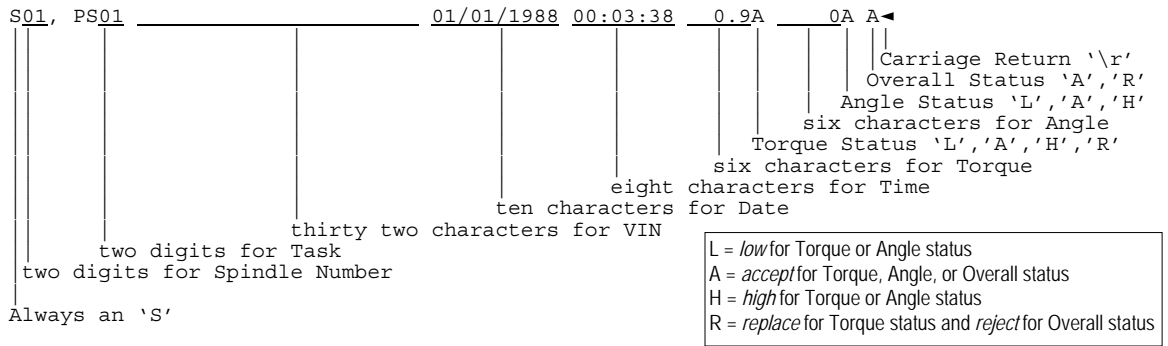 S01, PS01 ________________________ 01/01/1988 00:03:38 0.9A 0A A◄
Carriage Return ‘\r’
Overall Status ‘A’,’R’
Angle Status ‘L’,’A’,’H’
six characters for Angle
Torque Status ‘L’,’A’,’H’,’R’
six characters for Torque
eight characters for Time
ten characters for Date
thirty two characters for VIN
two digits for Task
two digits for Spindle Number
Always an ‘S’
L = low for Torque or Angle status
A = accept for Torque, Angle, or Overall status
H = high for Torque or Angle status
R = replace for Torque status and reject for Overall status